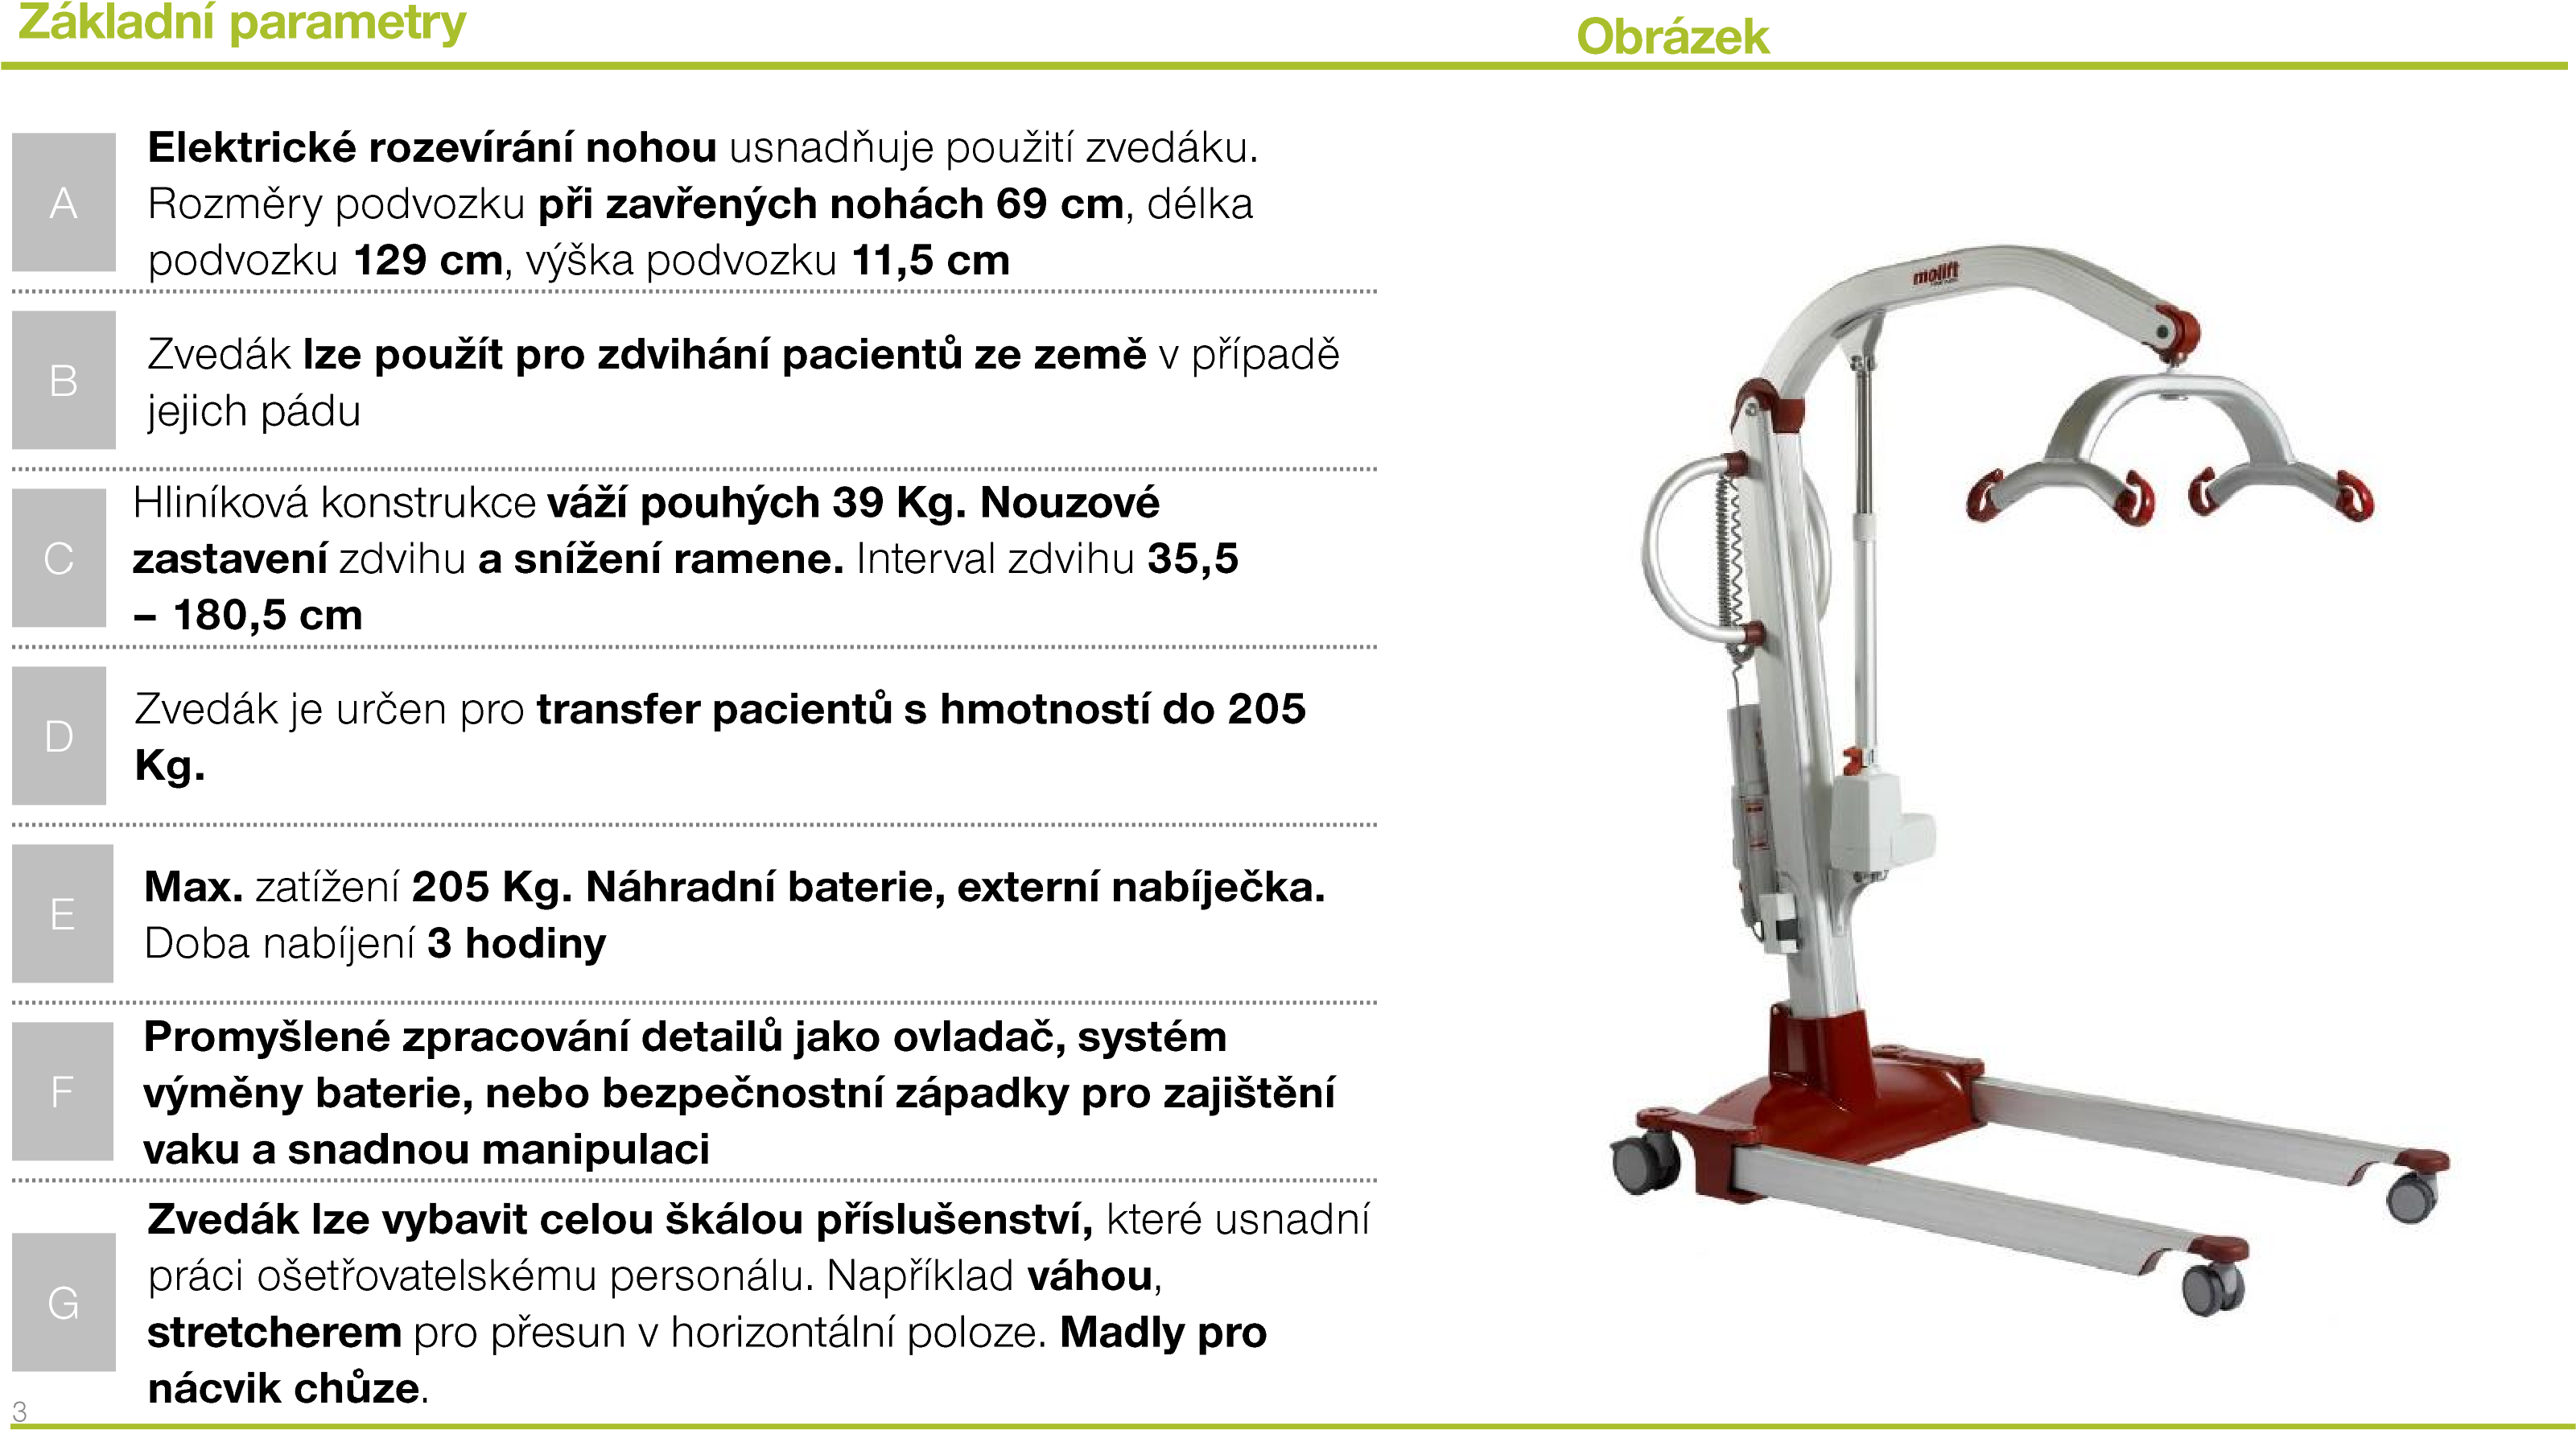 Základní parametry
Obrázek
A
Elektrické rozevírání nohou usnadňuje použití zvedáku.
Rozměry podvozku při zavřených nohách 69 cm, délka
podvozku 129 cm, výška podvozku 11,5 cm
B
Zvedák lze použít pro zdvihání pacientů ze země v případě
jejich pádu
C
Hliníková konstrukce váží pouhých 39 Kg. Nouzové
zastavení zdvihu a snížení ramene. Interval zdvihu 35,5
– 180,5 cm
D
Zvedák je určen pro transfer pacientů s hmotností do 205
Kg.
E
Max. zatížení 205 Kg. Náhradní baterie, externí nabíječka.
Doba nabíjení 3 hodiny
F
Promyšlené zpracování detailů jako ovladač, systém
výměny baterie, nebo bezpečnostní západky pro zajištění
vaku a snadnou manipulaci
G
Zvedák lze vybavit celou škálou příslušenství, které usnadní
práci ošetřovatelskému personálu. Například váhou,
stretcherem pro přesun v horizontální poloze. Madly pro
nácvik chůze.
3
molift